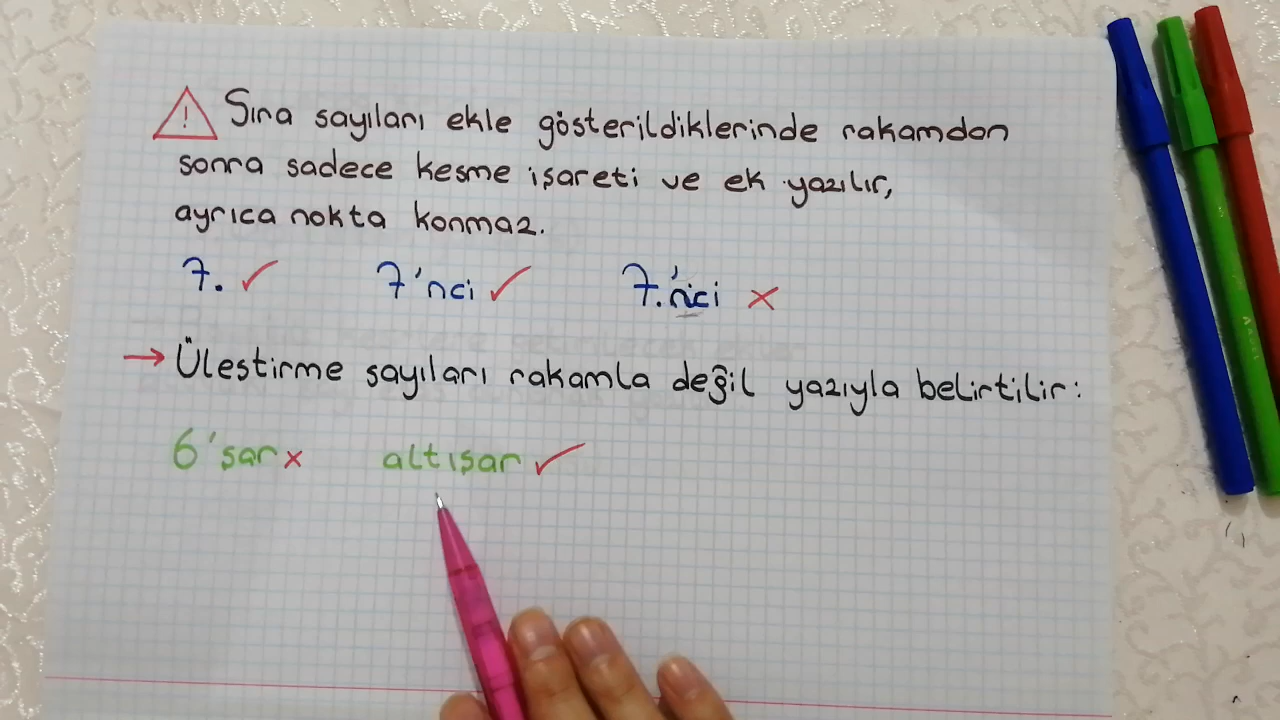 Sıra sayıları ekle gösterildiklerinde rakamdan
sonra sadece kesme işareti ve ek yazılır,
ayrıca nokta konmaz.
7. ✓ 7'nci ✓ 7.'nci ×
→ Üleştirme sayıları rakamla değil yazıyla belirtilir:
6'şar × altışar ✓